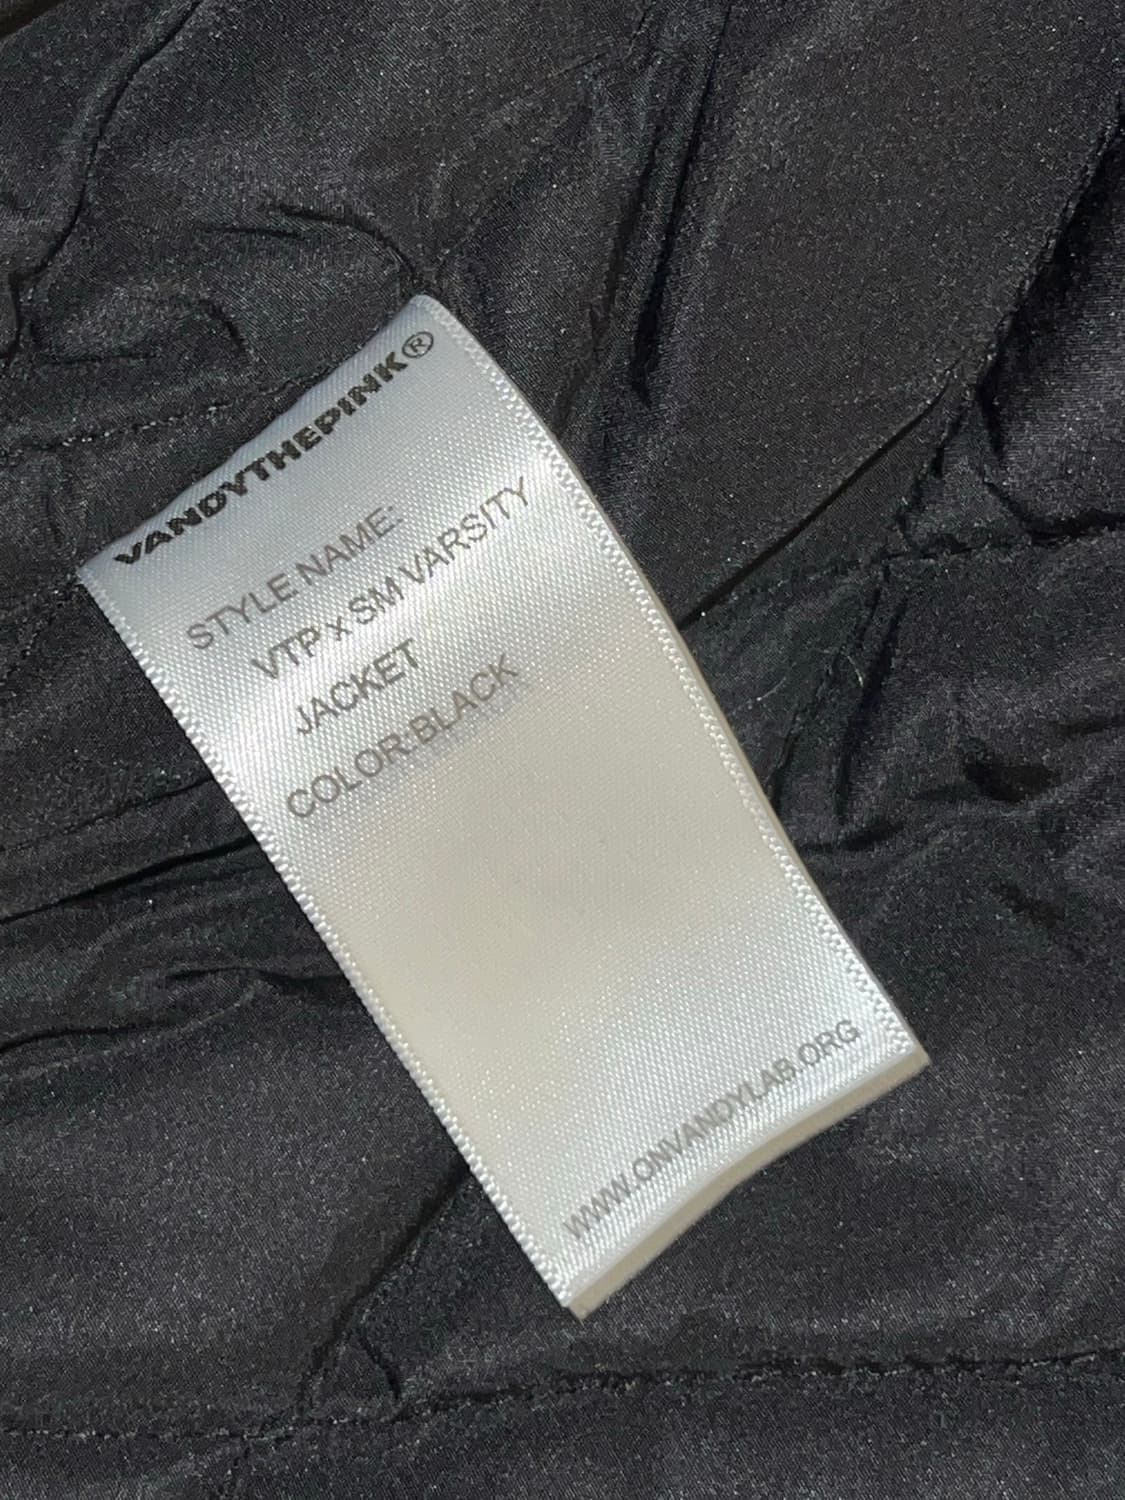 VANDYTHEPINK®
STYLE NAME:
VTP x SM VARSITY
JACKET
COLOR:BLACK
WWW.ONVANDYLAB.ORG